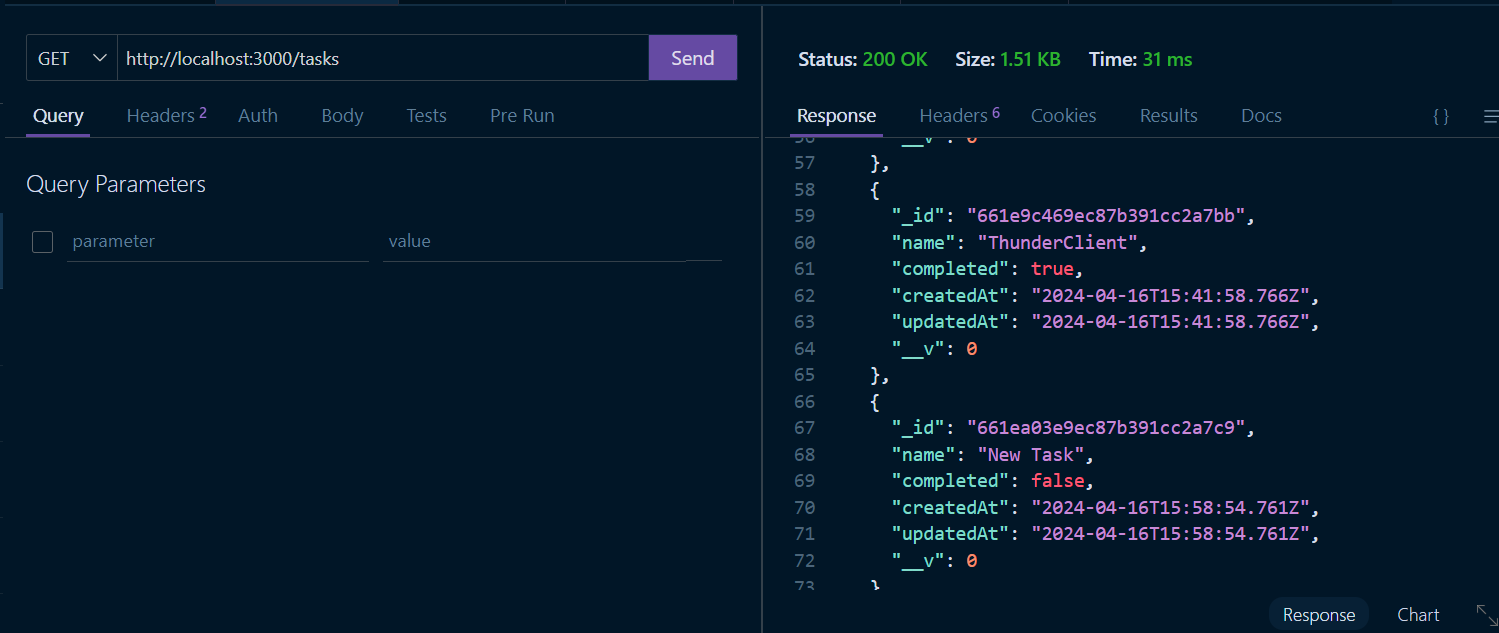 GET http://localhost:3000/tasks Send
Query Headers 2 Auth Body Tests Pre Run
Query Parameters
parameter value
Status: 200 OK Size: 1.51 KB Time: 31 ms
Response Headers 6 Cookies Results Docs { }
56 "__v": 0
57 },
58 {
59 "_id": "661e9c469ec87b391cc2a7bb",
60 "name": "ThunderClient",
61 "completed": true,
62 "createdAt": "2024-04-16T15:41:58.766Z",
63 "updatedAt": "2024-04-16T15:41:58.766Z",
64 "__v": 0
65 },
66 {
67 "_id": "661ea03e9ec87b391cc2a7c9",
68 "name": "New Task",
69 "completed": false,
70 "createdAt": "2024-04-16T15:58:54.761Z",
71 "updatedAt": "2024-04-16T15:58:54.761Z",
72 "__v": 0
73 }
Response Chart